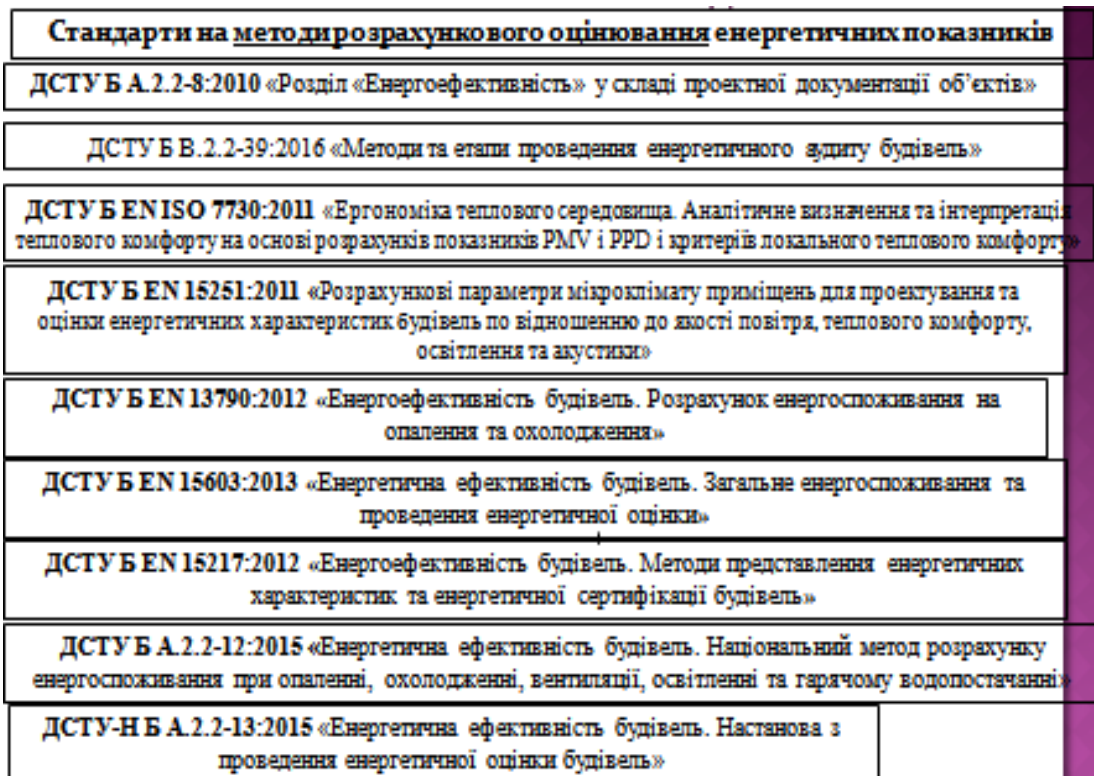 Стандарти на методи розрахункового оцінювання енергетичних показників
ДСТУ Б А.2.2-8:2010 «Розділ «Енергоефективність» у складі проектної документації об’єктів»
ДСТУ Б В.2.2-39:2016 «Методи та етапи проведення енергетичного аудиту будівель»
ДСТУ Б EN ISO 7730:2011 «Ергономіка теплового середовища. Аналітичне визначення та інтерпретація
теплового комфорту на основі розрахунків показників PMV і PPD і критеріїв локального теплового комфорту»
ДСТУ Б EN 15251:2011 «Розрахункові параметри мікроклімату приміщень для проектування та
оцінки енергетичних характеристик будівель по відношенню до якості повітря, теплового комфорту,
освітлення та акустики»
ДСТУ Б EN 13790:2012 «Енергоефективність будівель. Розрахунок енергоспоживання на
опалення та охолодження»
ДСТУ Б EN 15603:2013 «Енергетична ефективність будівель. Загальне енергоспоживання та
проведення енергетичної оцінки»
ДСТУ Б EN 15217:2012 «Енергоефективність будівель. Методи представлення енергетичних
характеристик та енергетичної сертифікації будівель»
ДСТУ Б А.2.2-12:2015 «Енергетична ефективність будівель. Національний метод розрахунку
енергоспоживання при опаленні, охолодженні, вентиляції, освітленні та гарячому водопостачанні»
ДСТУ-Н Б А.2.2-13:2015 «Енергетична ефективність будівель. Настанова з
проведення енергетичної оцінки будівель»